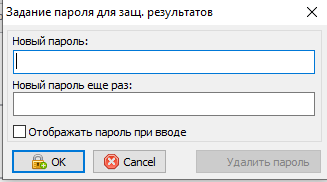 Задание пароля для защ. результатов
Новый пароль:
Новый пароль еще раз:
Отображать пароль при вводе
OK
Cancel
Удалить пароль